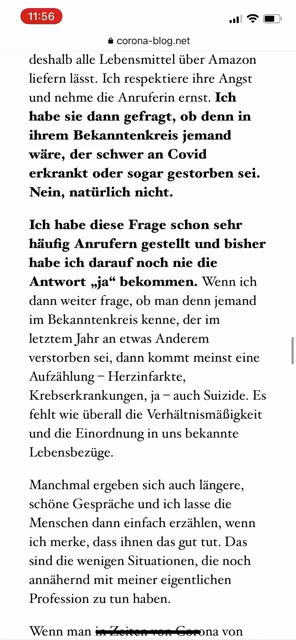 11:56
corona-blog.net
deshalb alle Lebensmittel über Amazon
liefern lässt. Ich respektiere ihre Angst
und nehme die Anruferin ernst. Ich
habe sie dann gefragt, ob denn in
ihrem Bekanntenkreis jemand
wäre, der schwer an Covid
erkrankt oder sogar gestorben sei.
Nein, natürlich nicht.
Ich habe diese Frage schon sehr
häufig Anrufern gestellt und bisher
habe ich darauf noch nie die
Antwort „ja“ bekommen. Wenn ich
dann weiter frage, ob man denn jemand
im Bekanntenkreis kenne, der im
letztem Jahr an etwas Anderem
verstorben sei, dann kommt meinst eine
Aufzählung – Herzinfarkte,
Krebserkrankungen, ja – auch Suizide. Es
fehlt wie überall die Verhältnismäßigkeit
und die Einordnung in uns bekannte
Lebensbezüge.
Manchmal ergeben sich auch längere,
schöne Gespräche und ich lasse die
Menschen dann einfach erzählen, wenn
ich merke, dass ihnen das gut tut. Das
sind die wenigen Situationen, die noch
annähernd mit meiner eigentlichen
Profession zu tun haben.
Wenn man in Zeiten von Corona von